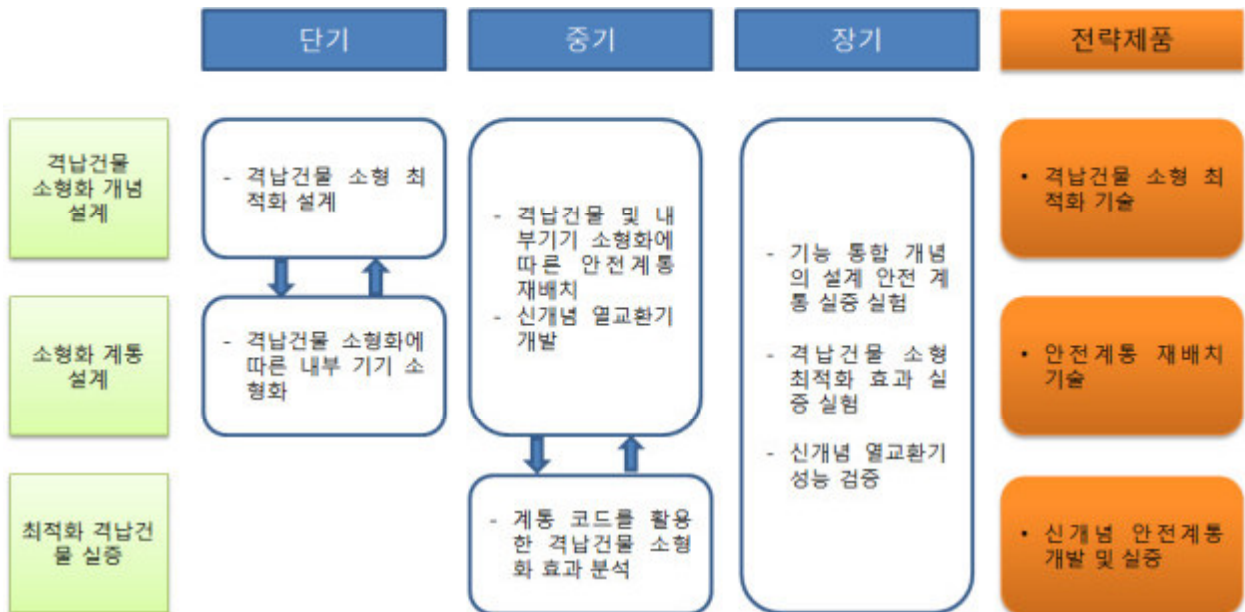 단기
중기
장기
전략제품
격납건물
소형화 개념
설계
- 격납건물 소형 최
적화 설계
- 격납건물 및 내
부기기 소형화에
따른 안전계통
재배치
- 신개념 열교환기
개발
- 기능 통합 개념
의 설계 안전 계
통 실증 실험
- 격납건물 소형
최적화 효과 실
증 실험
- 신개념 열교환기
성능 검증
• 격납건물 소형 최
적화 기술
소형화 계통
설계
- 격납건물 소형화에
따른 내부 기기 소
형화
• 안전계통 재배치
기술
최적화 격납건
물 실증
- 계통 코드를 활용
한 격납건물 소형
화 효과 분석
• 신개념 안전계통
개발 및 실증